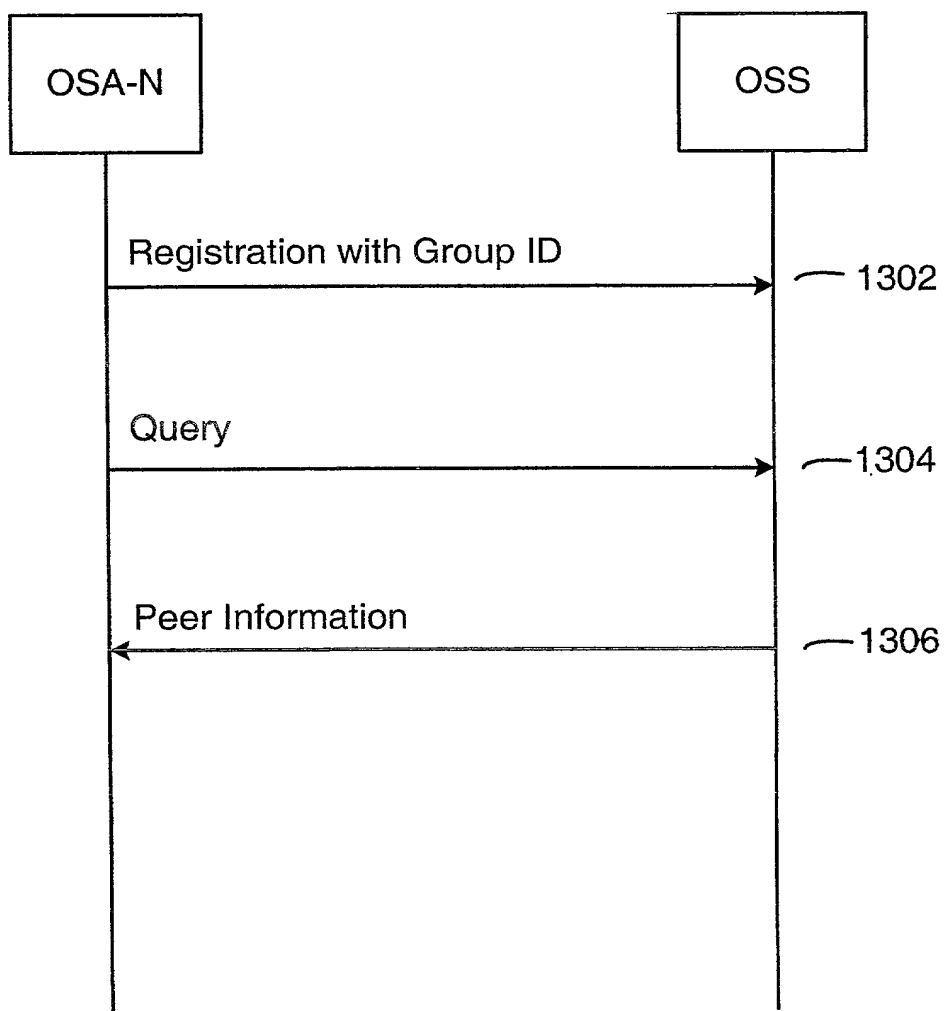 OSA-N
OSS
Registration with Group ID
1302
Query
1304
Peer Information
1306